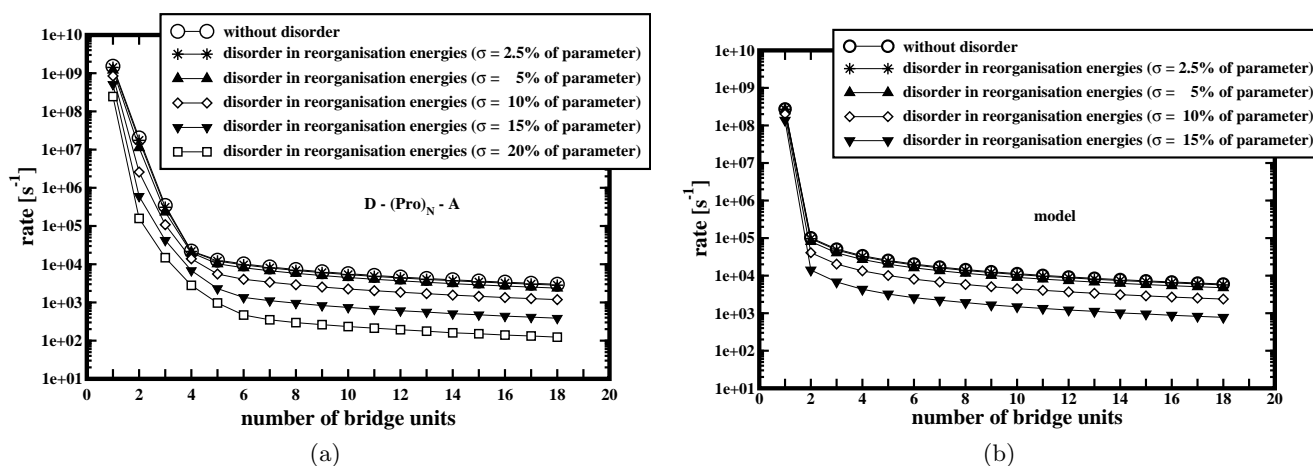 (a)
without disorder
disorder in reorganisation energies (σ = 2.5% of parameter)
disorder in reorganisation energies (σ = 5% of parameter)
disorder in reorganisation energies (σ = 10% of parameter)
disorder in reorganisation energies (σ = 15% of parameter)
disorder in reorganisation energies (σ = 20% of parameter)
1e+10
1e+09
1e+08
1e+07
1e+06
1e+05
1e+04
1e+03
1e+02
1e+01
rate [s⁻¹]
D - (Pro)N - A
0 2 4 6 8 10 12 14 16 18 20
number of bridge units
(a)
(b)
without disorder
disorder in reorganisation energies (σ = 2.5% of parameter)
disorder in reorganisation energies (σ = 5% of parameter)
disorder in reorganisation energies (σ = 10% of parameter)
disorder in reorganisation energies (σ = 15% of parameter)
1e+10
1e+09
1e+08
1e+07
1e+06
1e+05
1e+04
1e+03
1e+02
1e+01
rate [s⁻¹]
model
0 2 4 6 8 10 12 14 16 18 20
number of bridge units
(b)